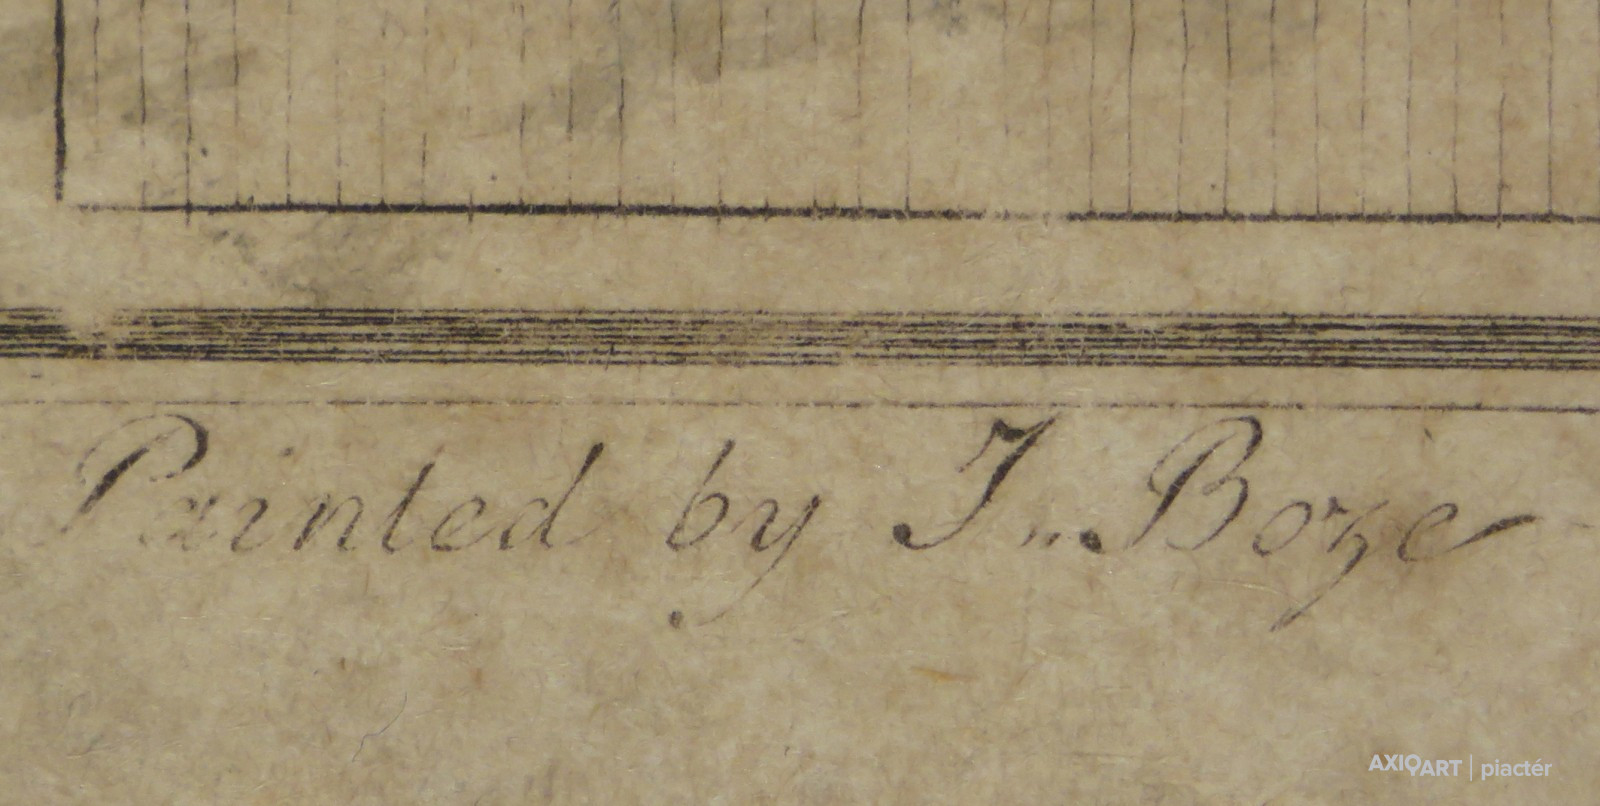 Painted by J.. Boze
AXIOART | piactér